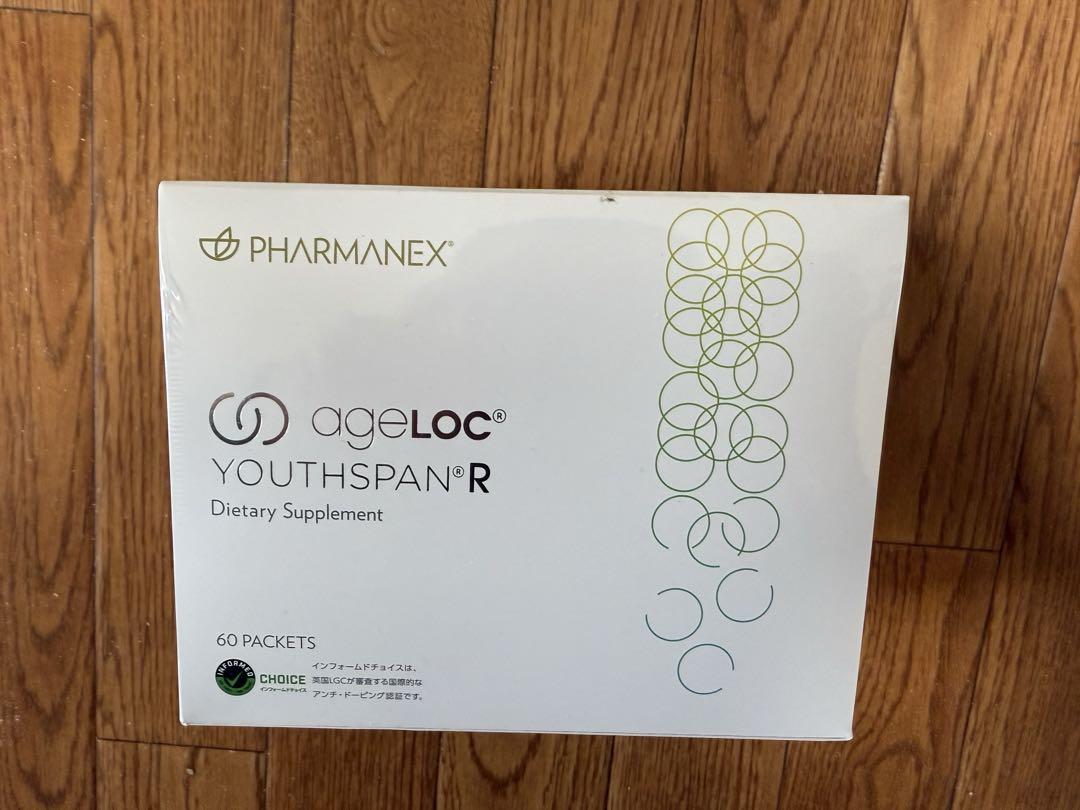 PHARMANEX®
ageLOC®
YOUTHSPAN® R
Dietary Supplement
60 PACKETS
INFORMED
CHOICE
インフォームドチョイス
インフォームドチョイスは、
英国LGCが審査する国際的な
アンチ・ドーピング認証です。